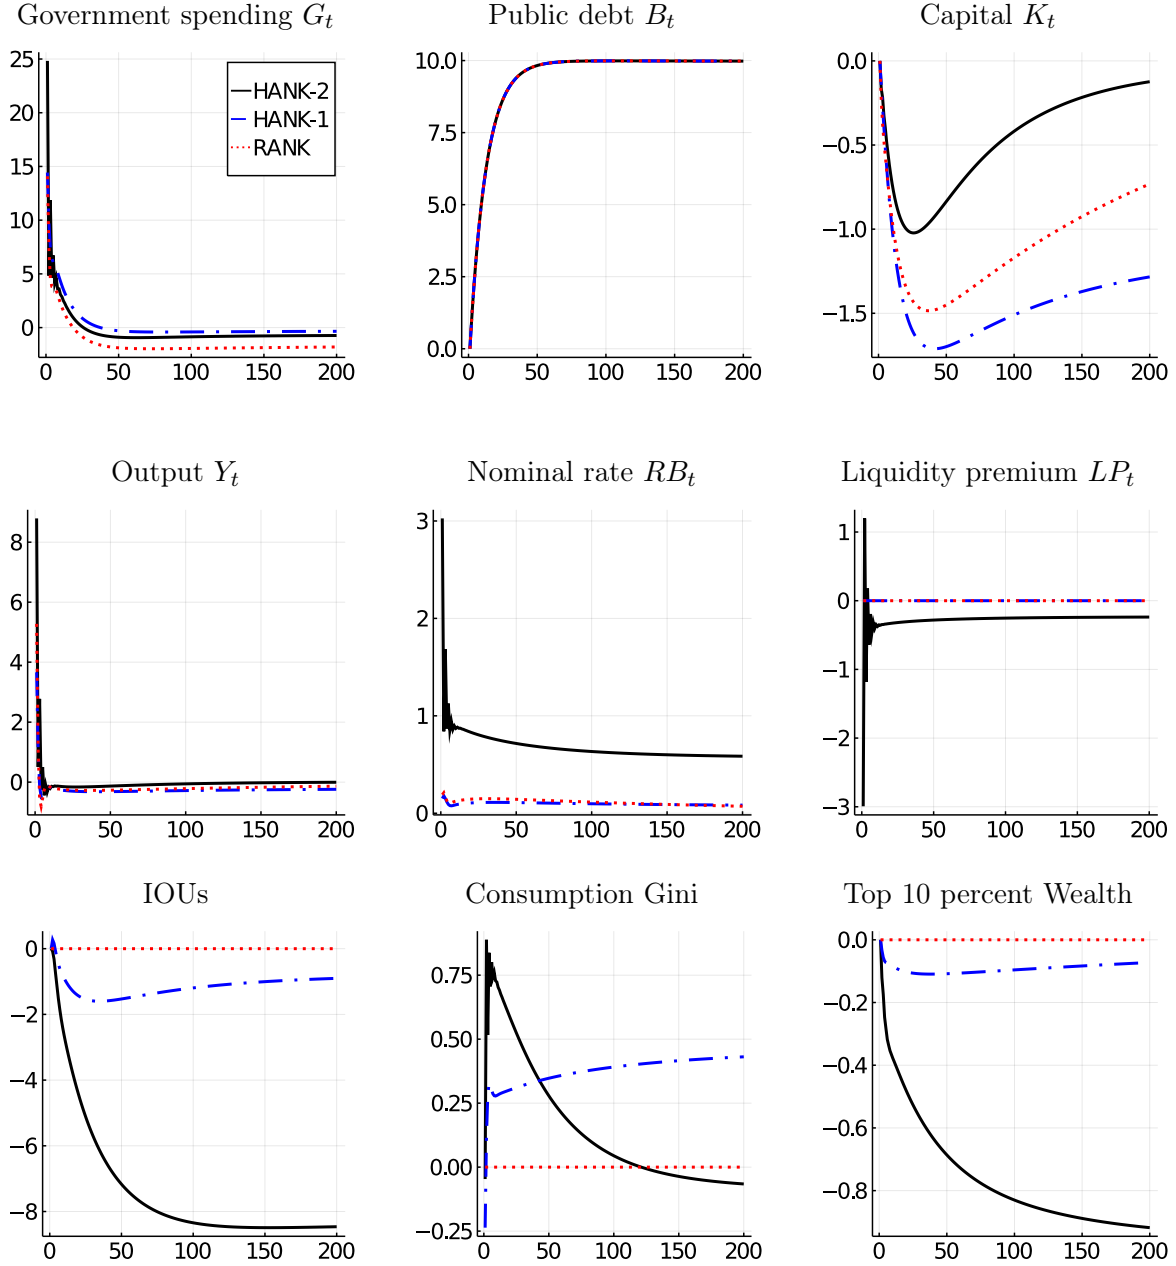 Government spending G_t
Public debt B_t
Capital K_t
25
20
15
10
5
0
HANK-2
HANK-1
RANK
0 50 100 150 200
10.0
7.5
5.0
2.5
0.0
0 50 100 150 200
0.0
−0.5
−1.0
−1.5
0 50 100 150 200
Output Y_t
Nominal rate RB_t
Liquidity premium LP_t
8
6
4
2
0
0 50 100 150 200
3
2
1
0
0 50 100 150 200
1
0
−1
−2
−3
0 50 100 150 200
IOUs
Consumption Gini
Top 10 percent Wealth
0
−2
−4
−6
−8
0 50 100 150 200
0.75
0.50
0.25
0.00
−0.25
0 50 100 150 200
0.0
−0.2
−0.4
−0.6
−0.8
0 50 100 150 200